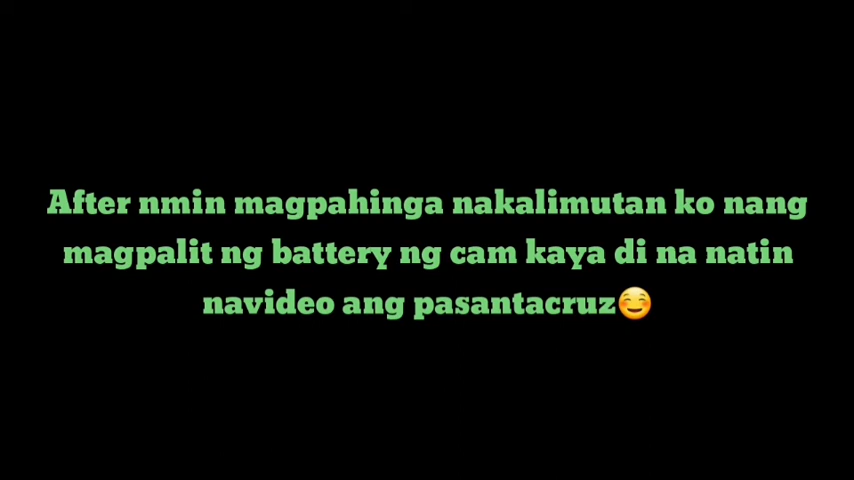 After nmin magpahinga nakalimutan ko nang
magpalit ng battery ng cam kaya di na natin
navideo ang pasantacruz☺️